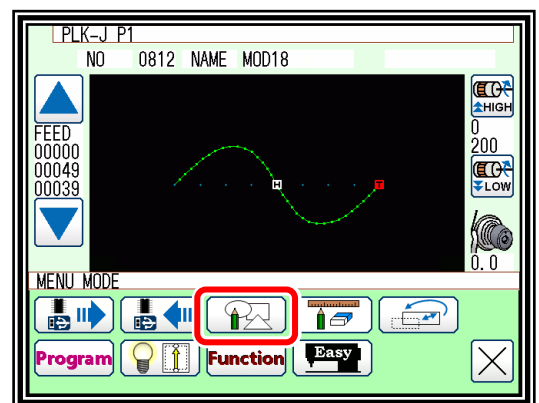 PLK-J P1
NO 0812 NAME MOD18
HIGH
FEED
00000
00049
00039
0
200
LOW
0.0
H
T
MENU MODE
Program
Function
Easy